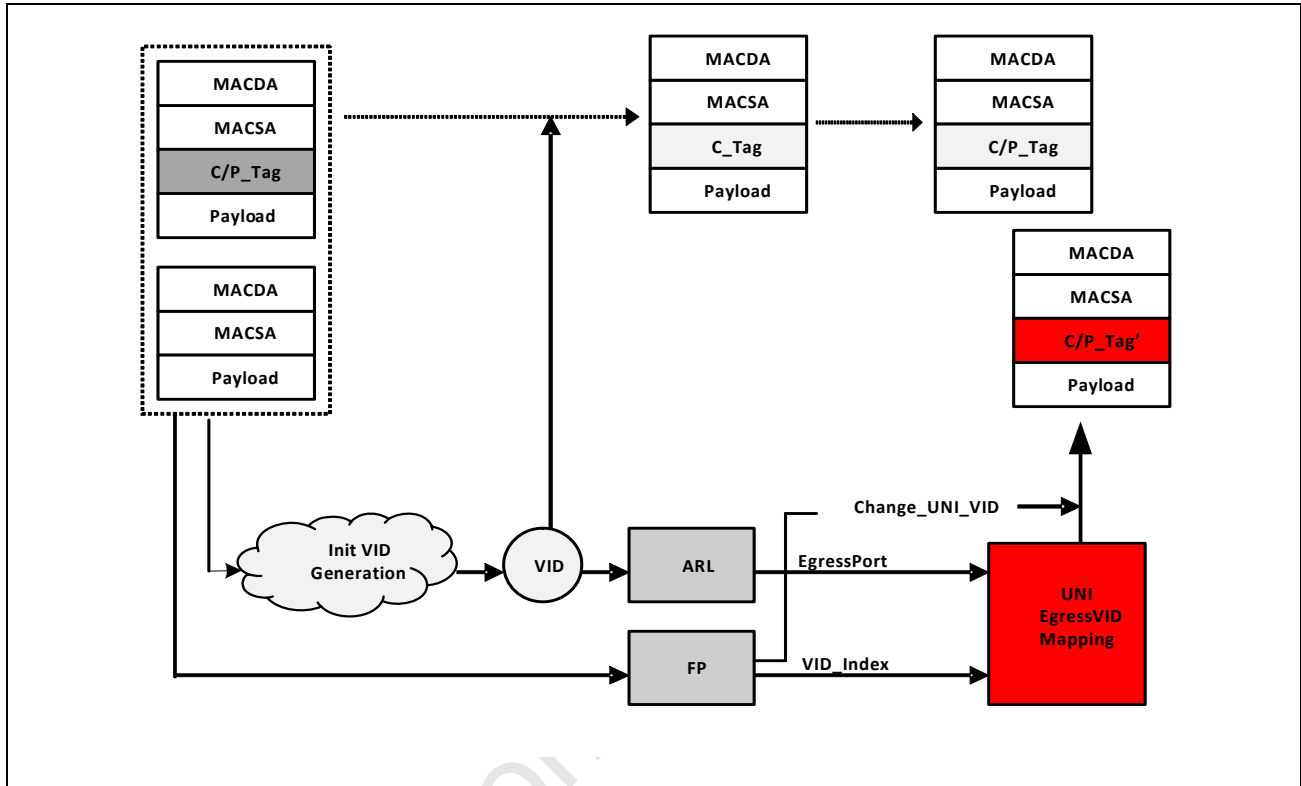 MACDA
MACSA
C/P_Tag
Payload
MACDA
MACSA
Payload
MACDA
MACSA
C_Tag
Payload
MACDA
MACSA
C/P_Tag
Payload
MACDA
MACSA
C/P_Tag’
Payload
Init VID
Generation
VID
ARL
FP
Change_UNI_VID
EgressPort
VID_Index
UNI
EgressVID
Mapping